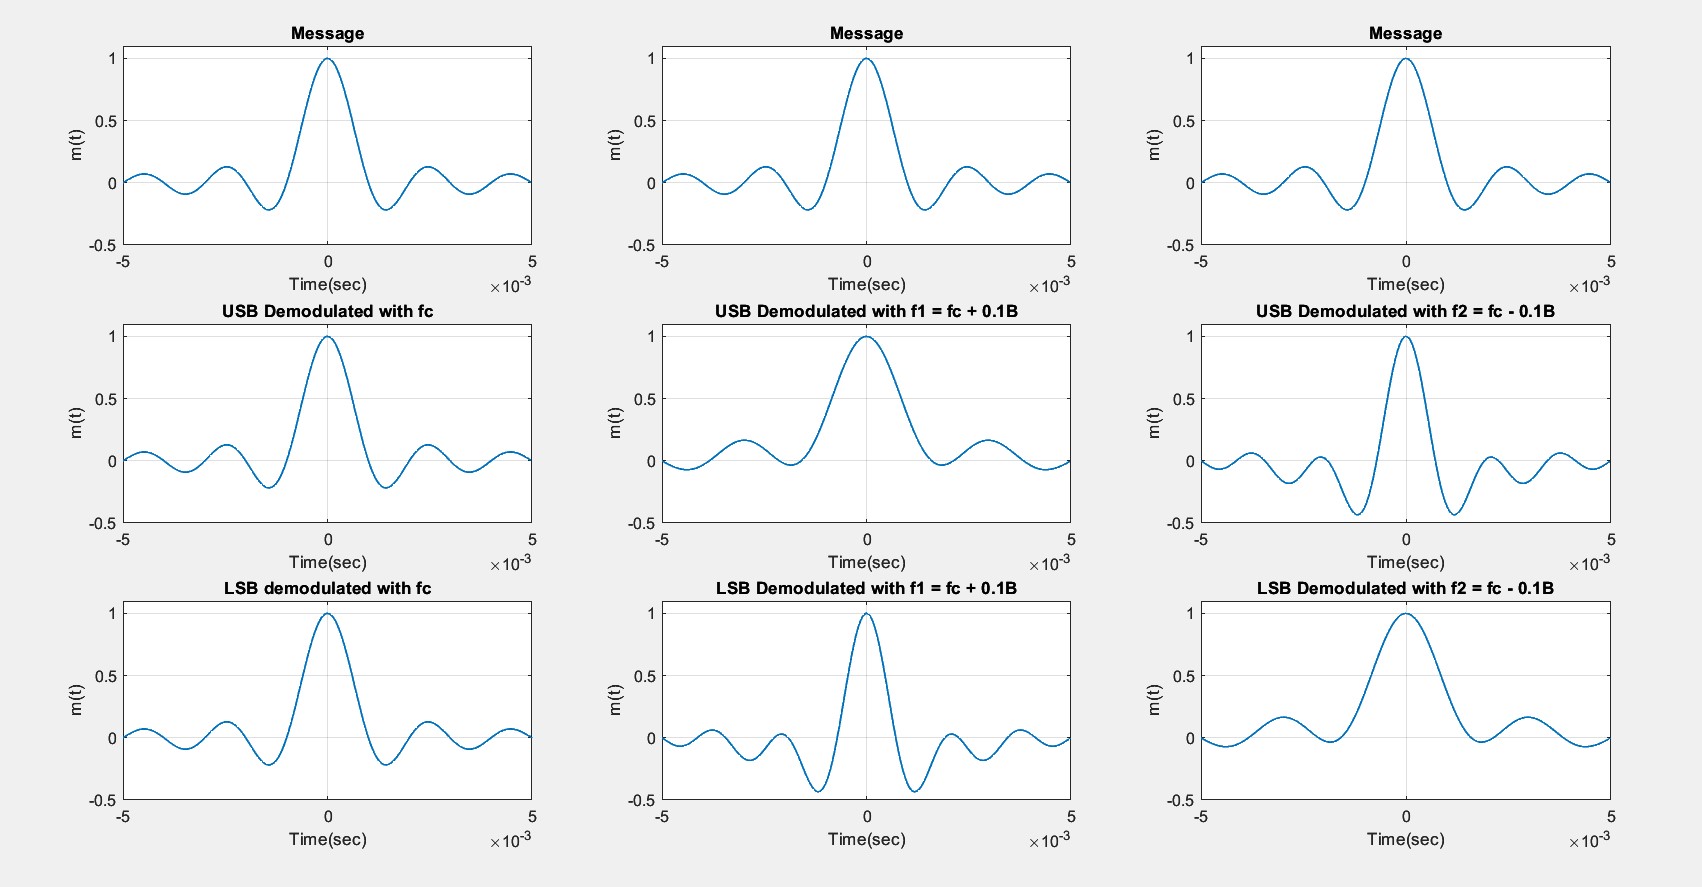 Message
1
0.5
0
-0.5
m(t)
-5
0
5
Time(sec)
×10-3
Message
1
0.5
0
-0.5
m(t)
-5
0
5
Time(sec)
×10-3
Message
1
0.5
0
-0.5
m(t)
-5
0
5
Time(sec)
×10-3
USB Demodulated with fc
1
0.5
0
-0.5
m(t)
-5
0
5
Time(sec)
×10-3
USB Demodulated with f1 = fc + 0.1B
1
0.5
0
-0.5
m(t)
-5
0
5
Time(sec)
×10-3
USB Demodulated with f2 = fc - 0.1B
1
0.5
0
-0.5
m(t)
-5
0
5
Time(sec)
×10-3
LSB demodulated with fc
1
0.5
0
-0.5
m(t)
-5
0
5
Time(sec)
×10-3
LSB Demodulated with f1 = fc + 0.1B
1
0.5
0
-0.5
m(t)
-5
0
5
Time(sec)
×10-3
LSB Demodulated with f2 = fc - 0.1B
1
0.5
0
-0.5
m(t)
-5
0
5
Time(sec)
×10-3